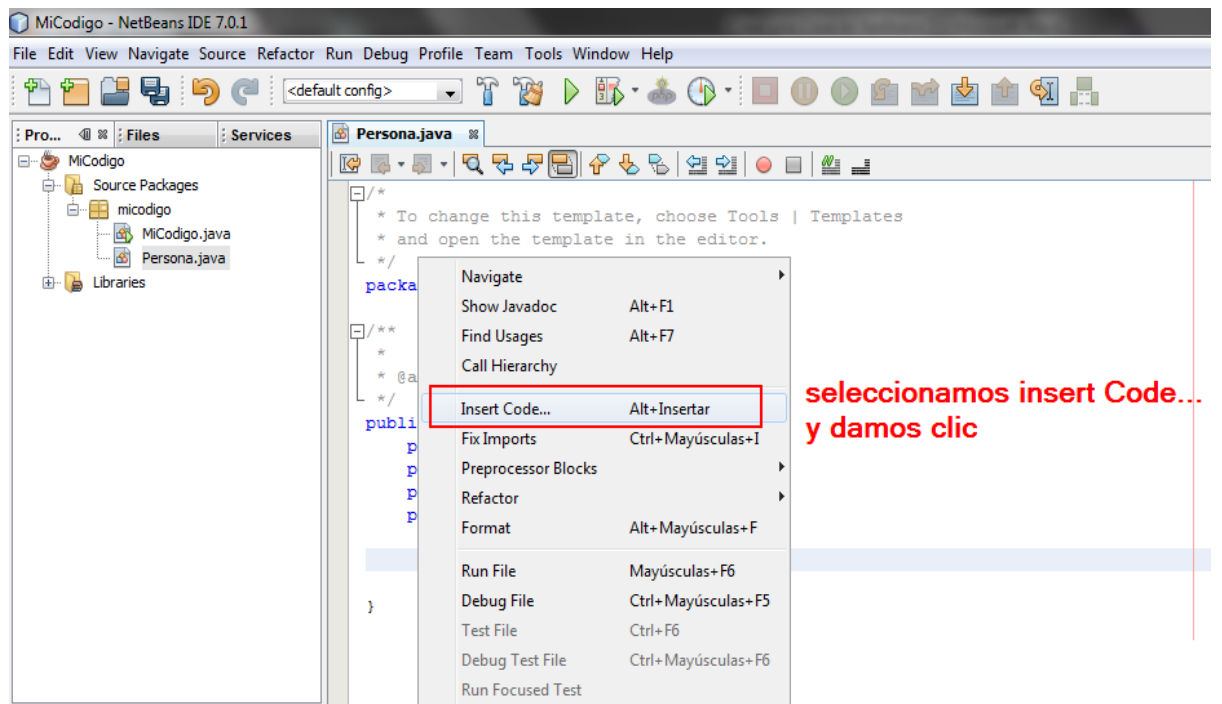 MiCodigo - NetBeans IDE 7.0.1
File Edit View Navigate Source Refactor Run Debug Profile Team Tools Window Help
<default config>
Pro... Files Services
Persona.java
MiCodigo
Source Packages
micodigo
MiCodigo.java
Persona.java
Libraries
/*
* To change this template, choose Tools | Templates
* and open the template in the editor.
*/
packa
/**
*
* @a
*/
publi
p
p
p
p
}
Navigate
Show Javadoc Alt+F1
Find Usages Alt+F7
Call Hierarchy
Insert Code... Alt+Insertar
Fix Imports Ctrl+Mayúsculas+I
Preprocessor Blocks
Refactor
Format Alt+Mayúsculas+F
Run File Mayúsculas+F6
Debug File Ctrl+Mayúsculas+F5
Test File Ctrl+F6
Debug Test File Ctrl+Mayúsculas+F6
Run Focused Test
seleccionamos insert Code...
y damos clic